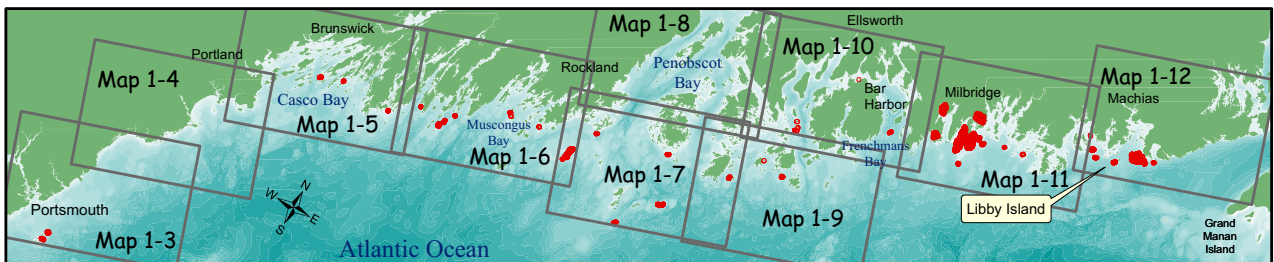 Map 1-8
Ellsworth
Brunswick
Map 1-10
Portland
Map 1-4
Rockland
Penobscot
Bay
Map 1-12
Bar
Harbor
Milbridge
Machias
Casco Bay
Map 1-5
Muscongus
Bay
Map 1-6
Frenchmans
Bay
Map 1-7
Map 1-11
N
W
E
S
Libby Island
Portsmouth
Map 1-3
Map 1-9
Atlantic Ocean
Grand
Manan
Island